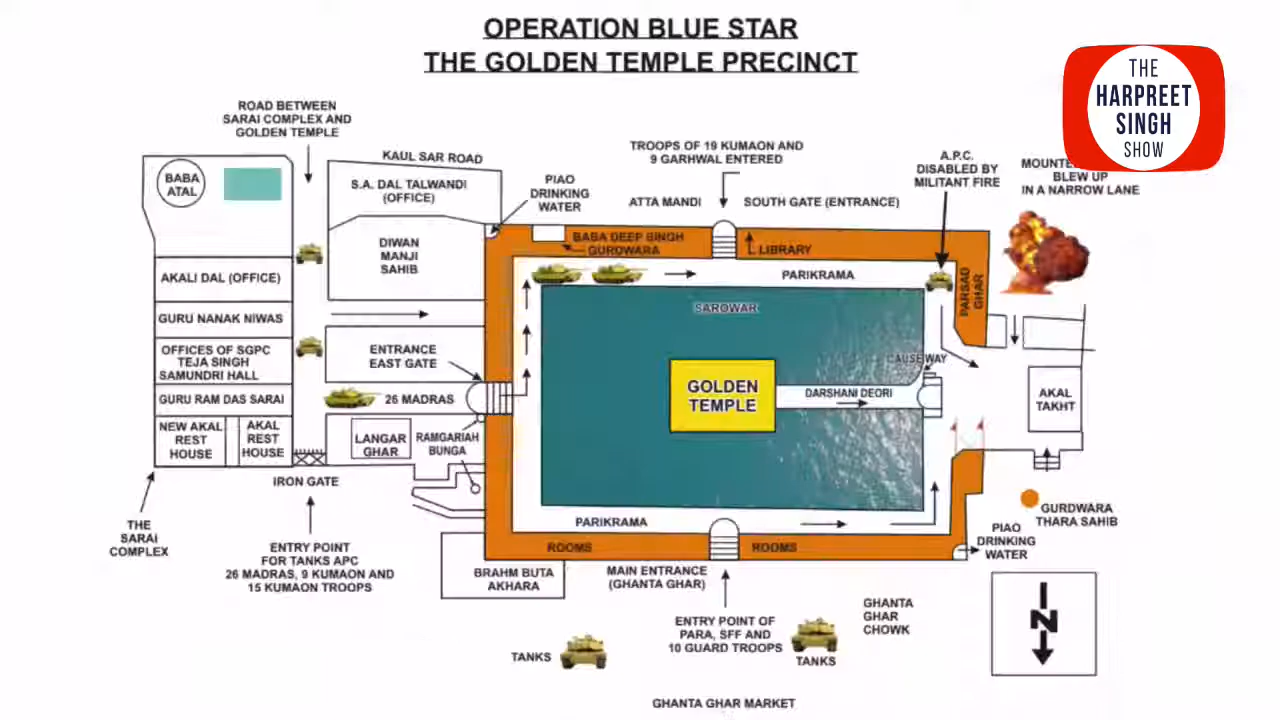 OPERATION BLUE STAR
THE GOLDEN TEMPLE PRECINCT
THE
HARPREET
SINGH
SHOW
ROAD BETWEEN
SARAI COMPLEX AND
GOLDEN TEMPLE
KAUL SAR ROAD
TROOPS OF 19 KUMAON AND
9 GARHWAL ENTERED
A.P.C.
DISABLED BY
MILITANT FIRE
BLEW UP
IN A NARROW LANE
BABA
ATAL
S.A. DAL TALWANDI
(OFFICE)
PIAO
DRINKING
WATER
ATTA MANDI
SOUTH GATE (ENTRANCE)
DIWAN
MANJI
SAHIB
BABA DEEP SINGH
GURDWARA
LIBRARY
PARIKRAMA
PARSAD
GHAR
AKALI DAL (OFFICE)
GURU NANAK NIWAS
OFFICES OF SGPC
TEJA SINGH
SAMUNDRI HALL
GURU RAM DAS SARAI
NEW AKAL
REST
HOUSE
AKAL
REST
HOUSE
ENTRANCE
EAST GATE
26 MADRAS
LANGAR
GHAR
RAMGARIAH
BUNGA
SAROWAR
GOLDEN
TEMPLE
CAUSEWAY
DARSHANI DEORI
AKAL
TAKHT
IRON GATE
THE
SARAI
COMPLEX
ENTRY POINT
FOR TANKS APC
26 MADRAS, 9 KUMAON AND
15 KUMAON TROOPS
PARIKRAMA
ROOMS
ROOMS
GURDWARA
THARA SAHIB
PIAO
DRINKING
WATER
BRAHM BUTA
AKHARA
MAIN ENTRANCE
(GHANTA GHAR)
ENTRY POINT OF
PARA, SFF AND
10 GUARD TROOPS
GHANTA
GHAR
CHOWK
TANKS
TANKS
N
GHANTA GHAR MARKET